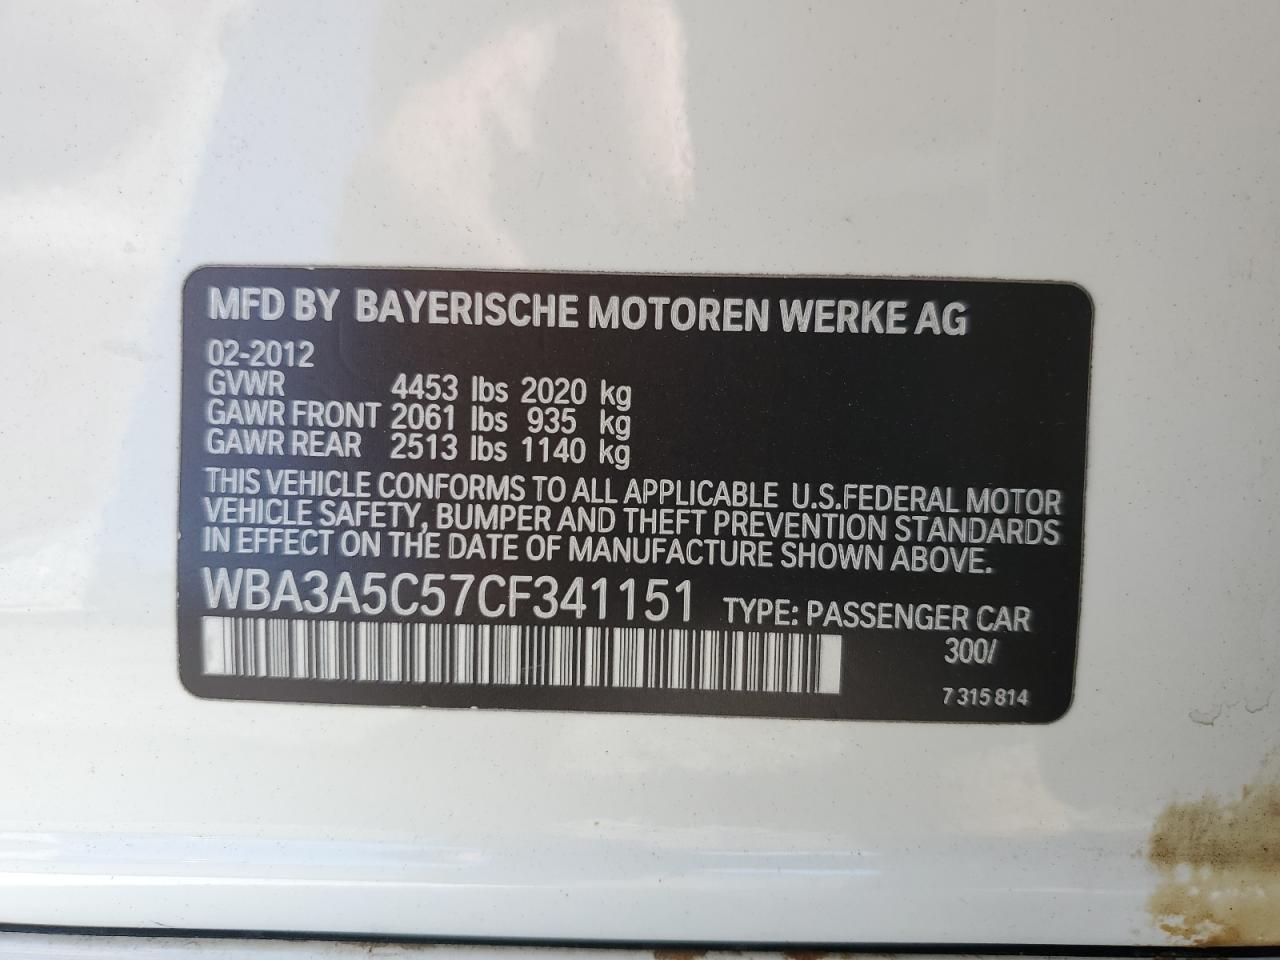 MFD BY BAYERISCHE MOTOREN WERKE AG
02-2012
GVWR 4453 lbs 2020 kg
GAWR FRONT 2061 lbs 935 kg
GAWR REAR 2513 lbs 1140 kg
THIS VEHICLE CONFORMS TO ALL APPLICABLE U.S.FEDERAL MOTOR
VEHICLE SAFETY, BUMPER AND THEFT PREVENTION STANDARDS
IN EFFECT ON THE DATE OF MANUFACTURE SHOWN ABOVE.
WBA3A5C57CF341151 TYPE: PASSENGER CAR
300/
7 315 814